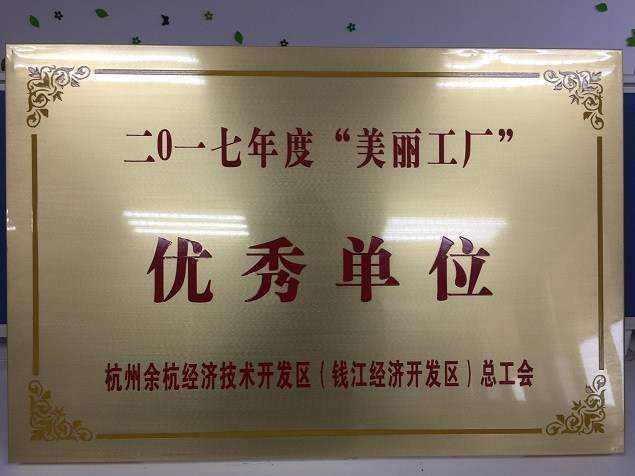 二0一七年度“美丽工厂”
优秀单位
杭州余杭经济技术开发区（钱江经济开发区）总工会